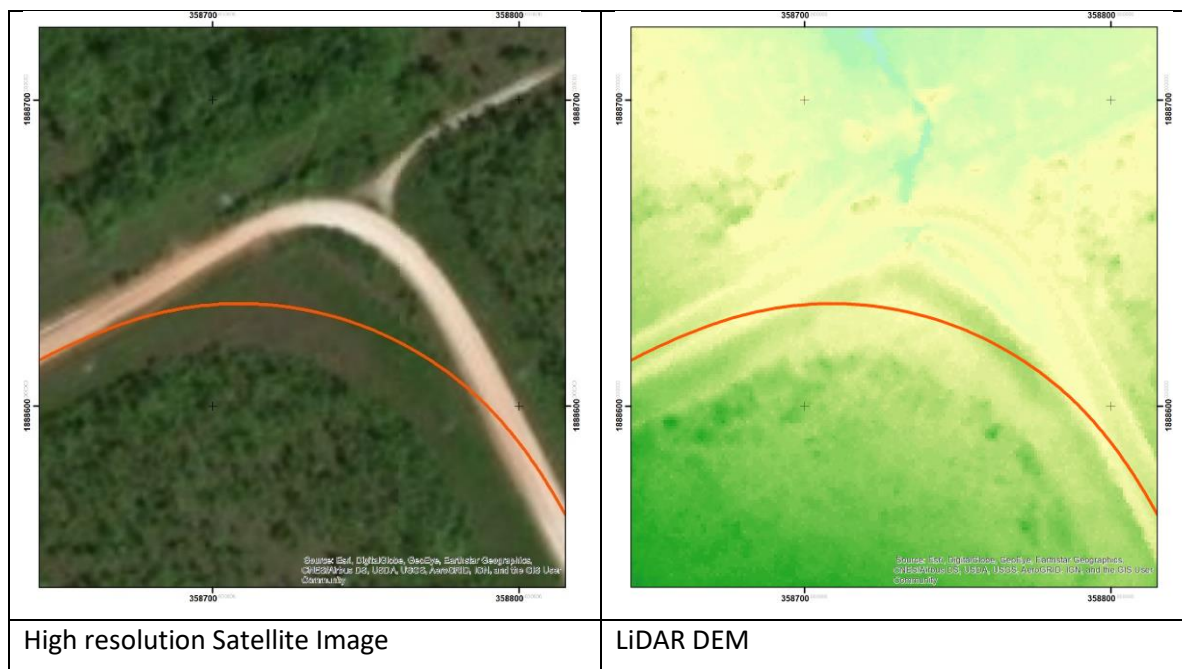 358700 358800
358700 358800
1888700
1888700
1888700
1888700
1888600
1888600
1888600
1888600
Source: Esri, DigitalGlobe, GeoEye, Earthstar Geographics,
CNES/Airbus DS, USDA, USGS, AeroGRID, IGN, and the GIS User
Community
Source: Esri, DigitalGlobe, GeoEye, Earthstar Geographics,
CNES/Airbus DS, USDA, USGS, AeroGRID, IGN, and the GIS User
Community
358700 358800
358700 358800
High resolution Satellite Image
LiDAR DEM